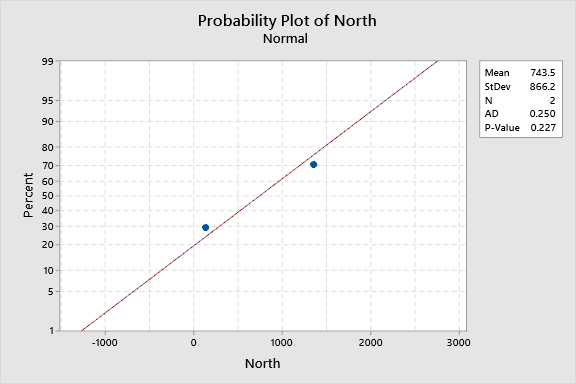 Probability Plot of North
Normal
Mean 743.5
StDev 866.2
N 2
AD 0.250
P-Value 0.227
Percent
99
95
90
80
70
60
50
40
30
20
10
5
1
-1000 0 1000 2000 3000
North